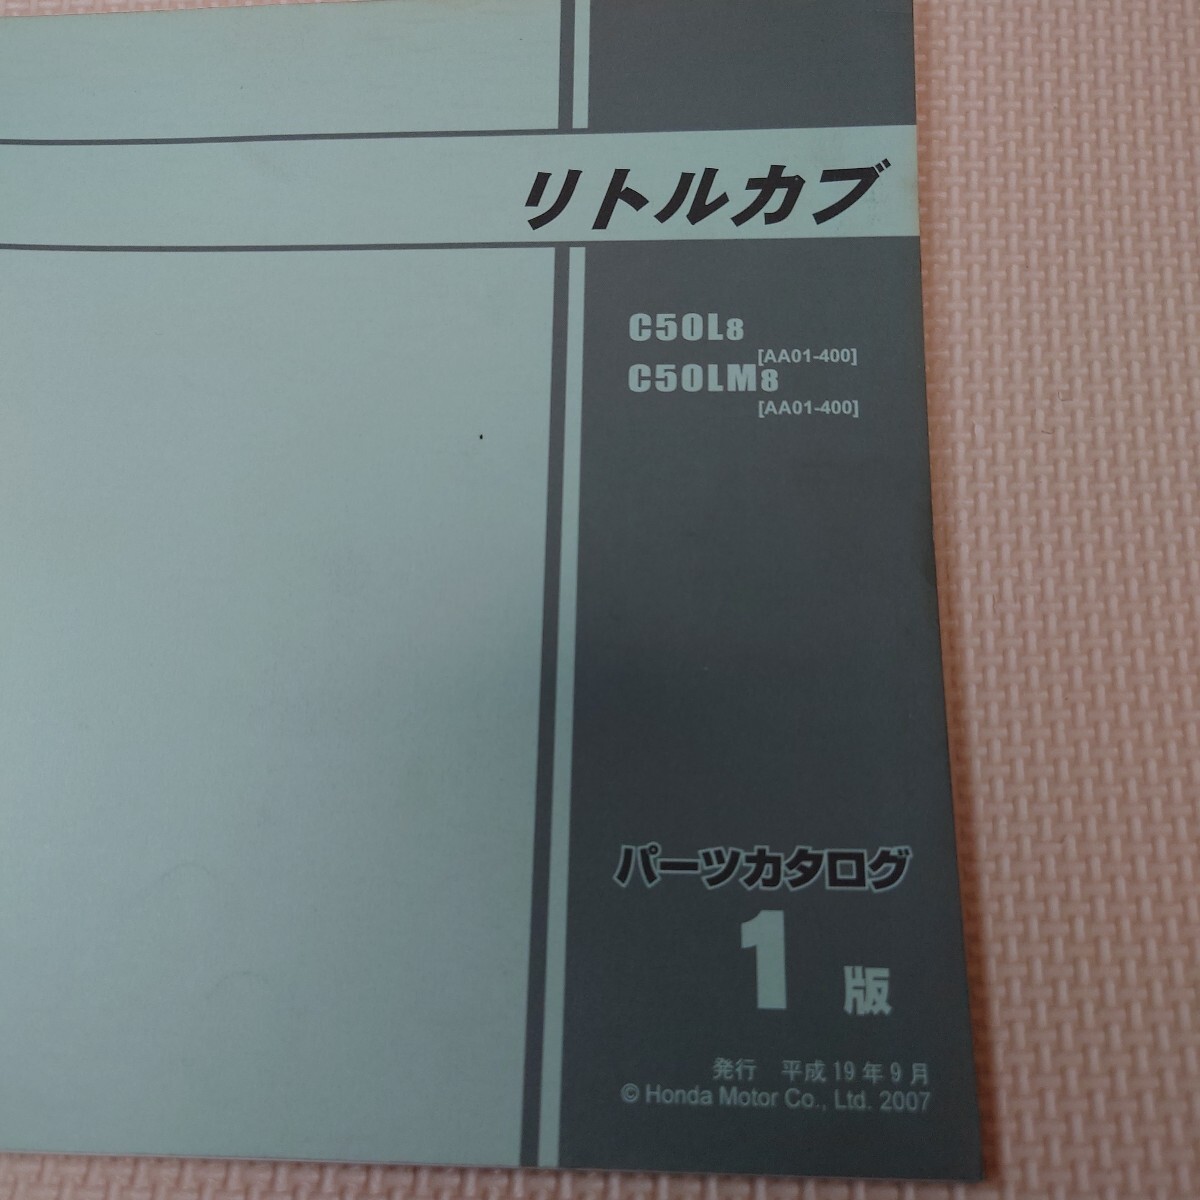 リトルカブ
C50L8
[AA01-400]
C50LM8
[AA01-400]
パーツカタログ
1 版
発行 平成19年9月
© Honda Motor Co., Ltd. 2007